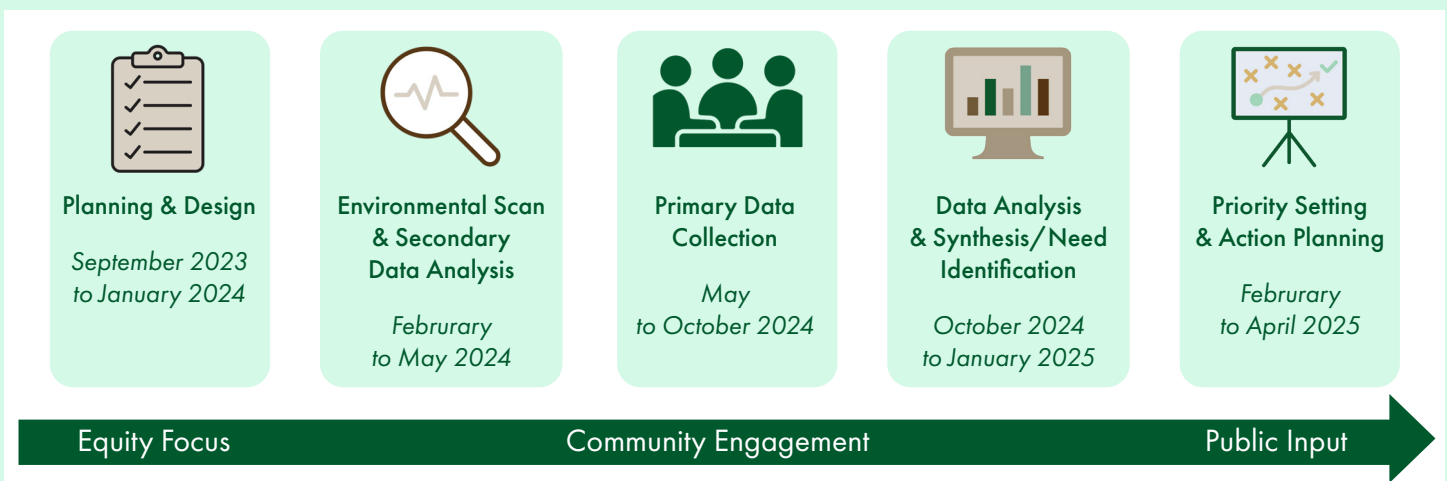 Planning & Design
September 2023
to January 2024
Environmental Scan
& Secondary
Data Analysis
Februrary
to May 2024
Primary Data
Collection
May
to October 2024
Data Analysis
& Synthesis/Need
Identification
October 2024
to January 2025
Priority Setting
& Action Planning
Februrary
to April 2025
Equity Focus
Community Engagement
Public Input